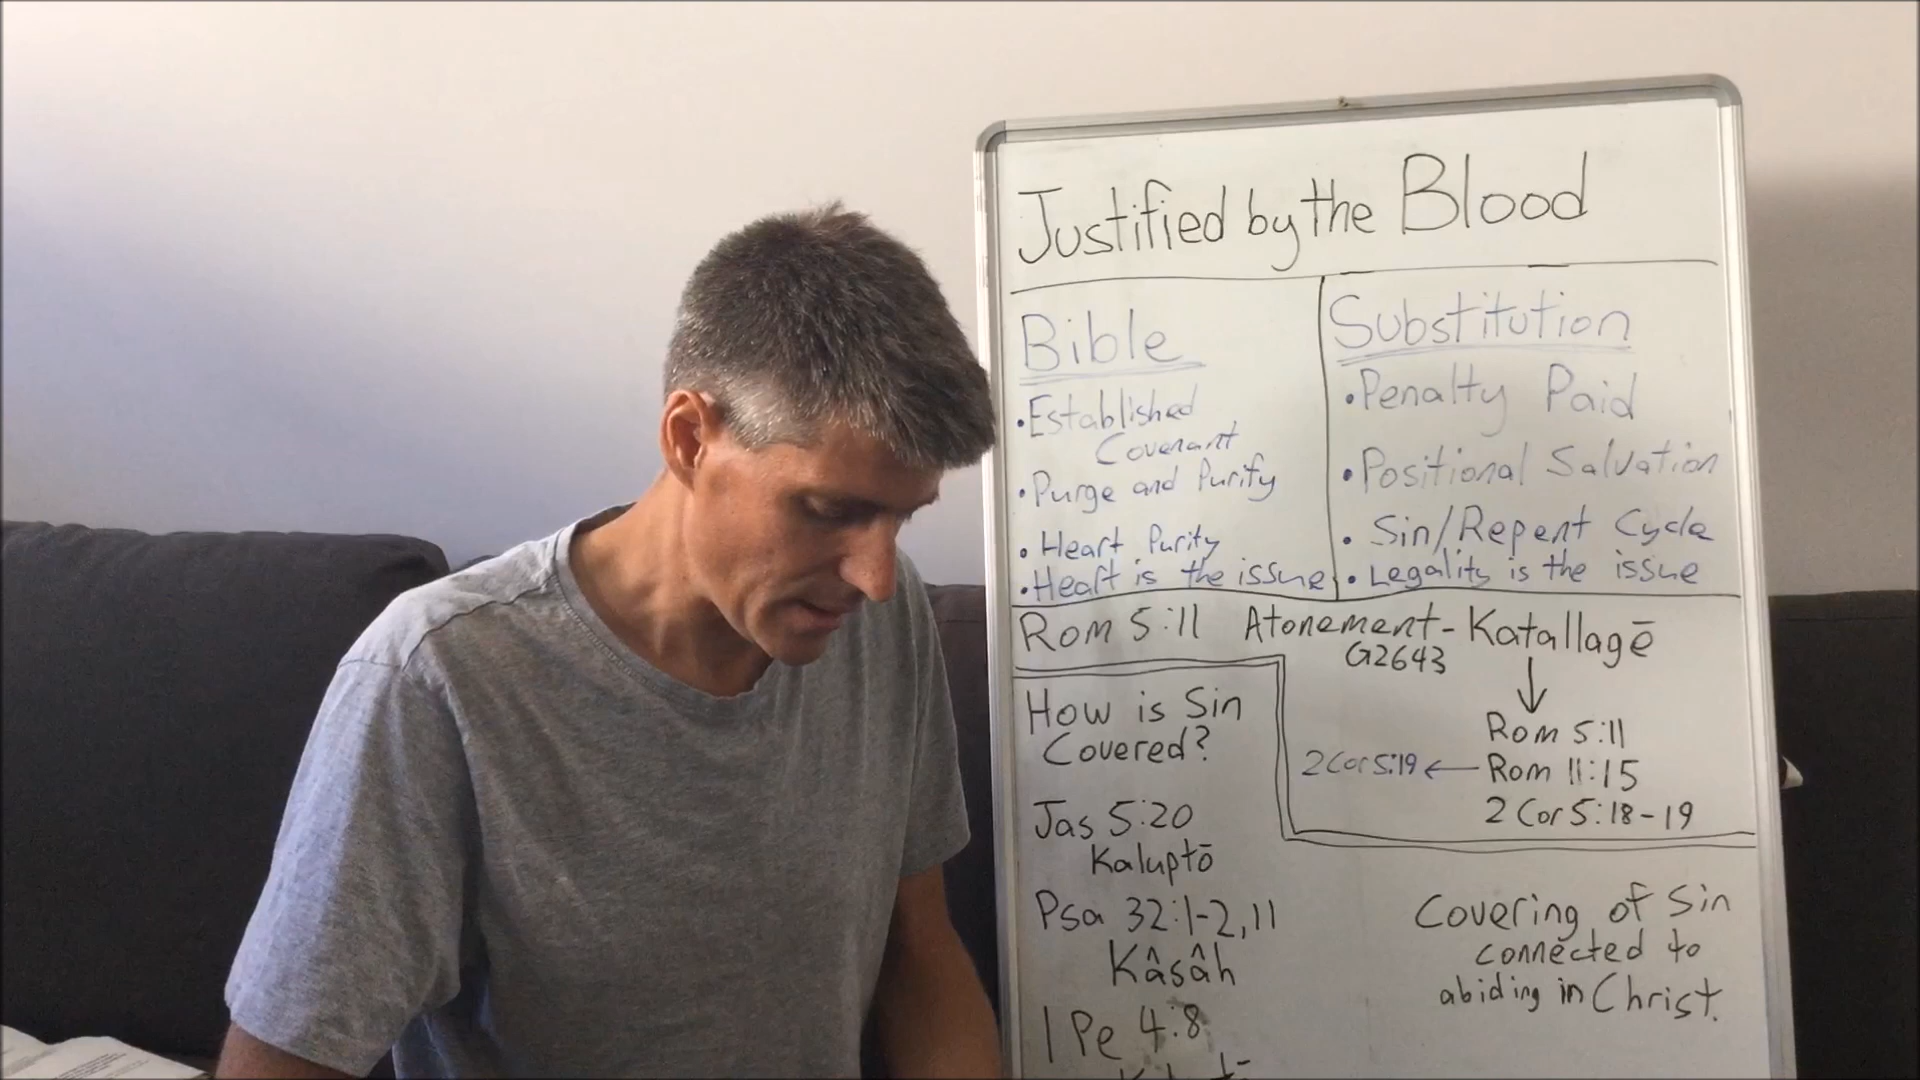 Justified by the Blood
Bible
• Established
Covenant
• Purge and Purify
• Heart Purity
• Heart is the issue
Substitution
• Penalty Paid
• Positional Salvation
• Sin/Repent Cycle
• Legality is the issue
Rom 5:11 Atonement - Katallagē
G2643
↓
Rom 5:11
2 Cor 5:19 ← Rom 11:15
2 Cor 5:18-19
How is Sin
Covered?
Jas 5:20
Kaluptō
Psa 32:1-2,11
Kâsâh
1 Pe 4:8
Covering of Sin
connected to
abiding in Christ.